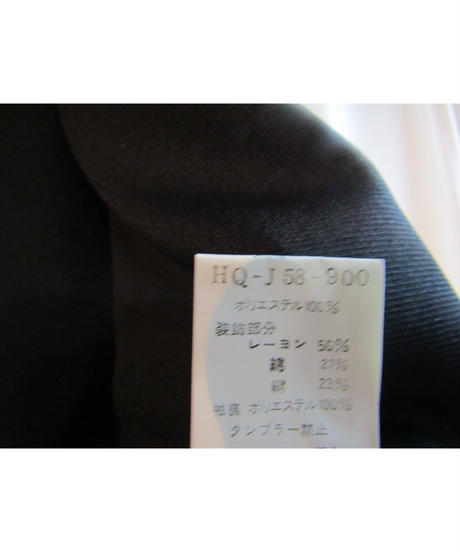 HQ-J 58-900
ポリエステル100%
装飾部分
レーヨン 50%
綿 27%
絹 23%
袖裏 ポリエステル100%
タンブラー禁止